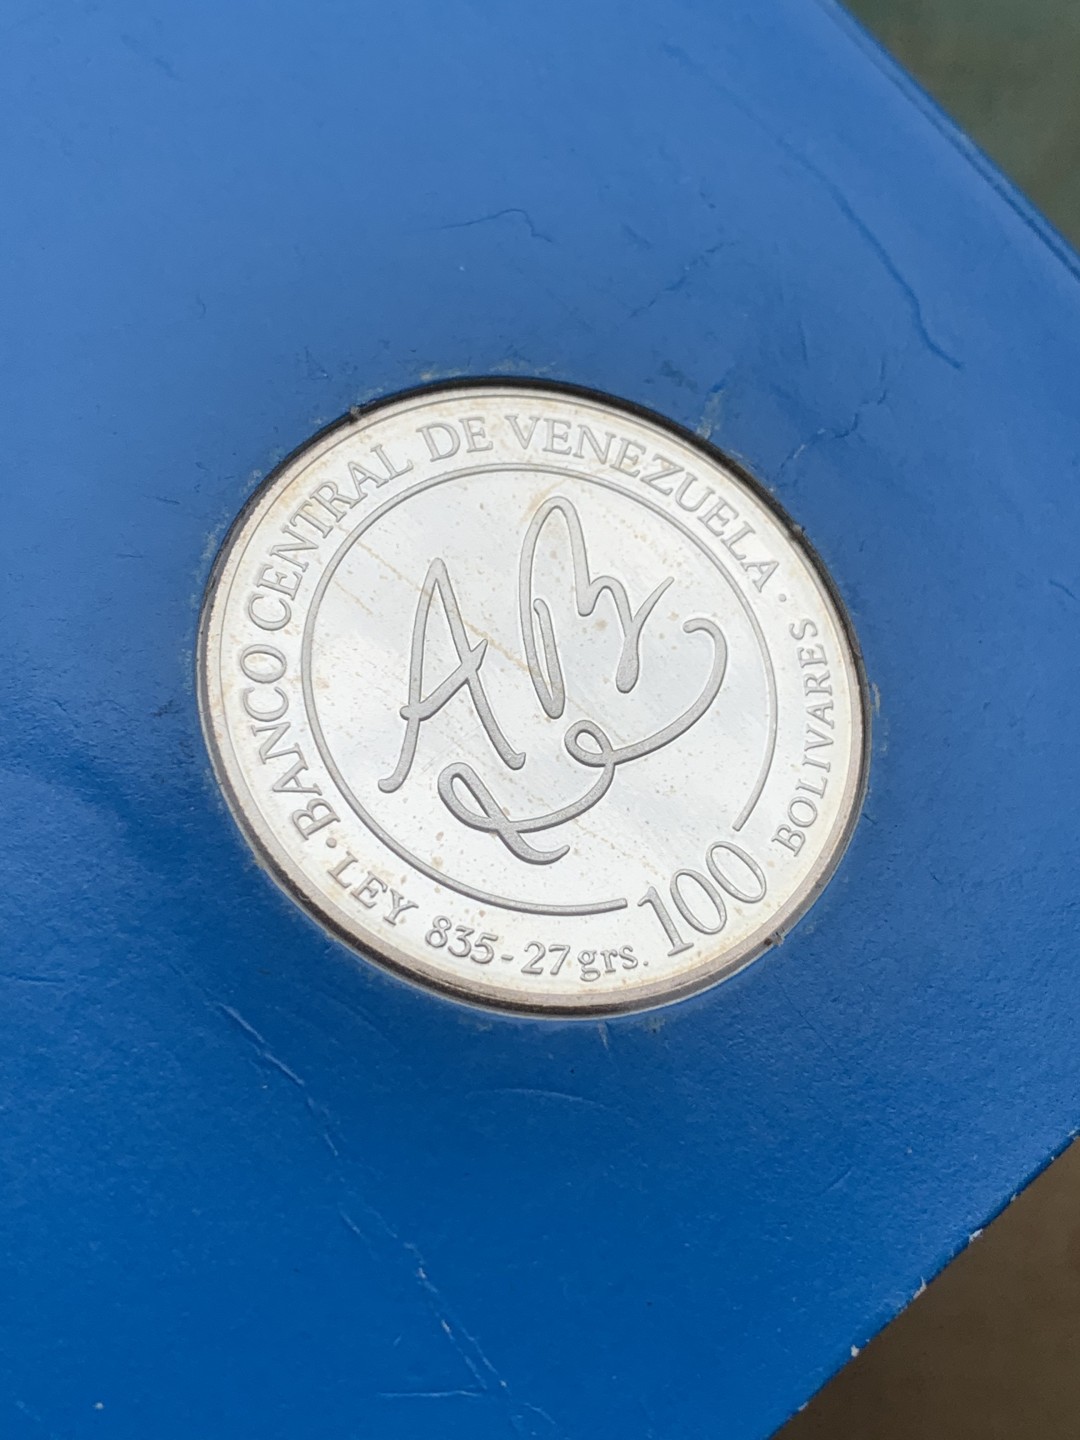 · BANCO CENTRAL DE VENEZUELA ·
LEY 835 - 27 grs.
100 BOLIVARES